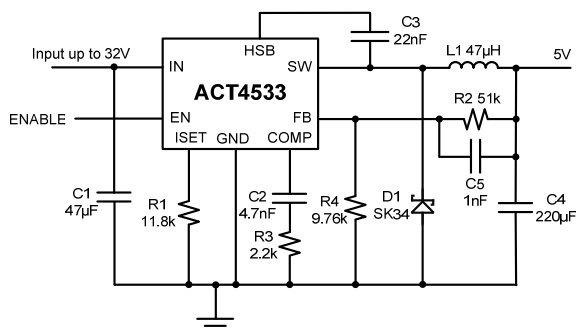 C3
22nF
HSB
L1 47µH
Input up to 32V
IN
SW
5V
ACT4533
R2 51k
ENABLE
EN
FB
ISET
GND
COMP
C5
1nF
C1
47µF
R1
11.8k
C2
4.7nF
R3
2.2k
R4
9.76k
D1
SK34
C4
220µF